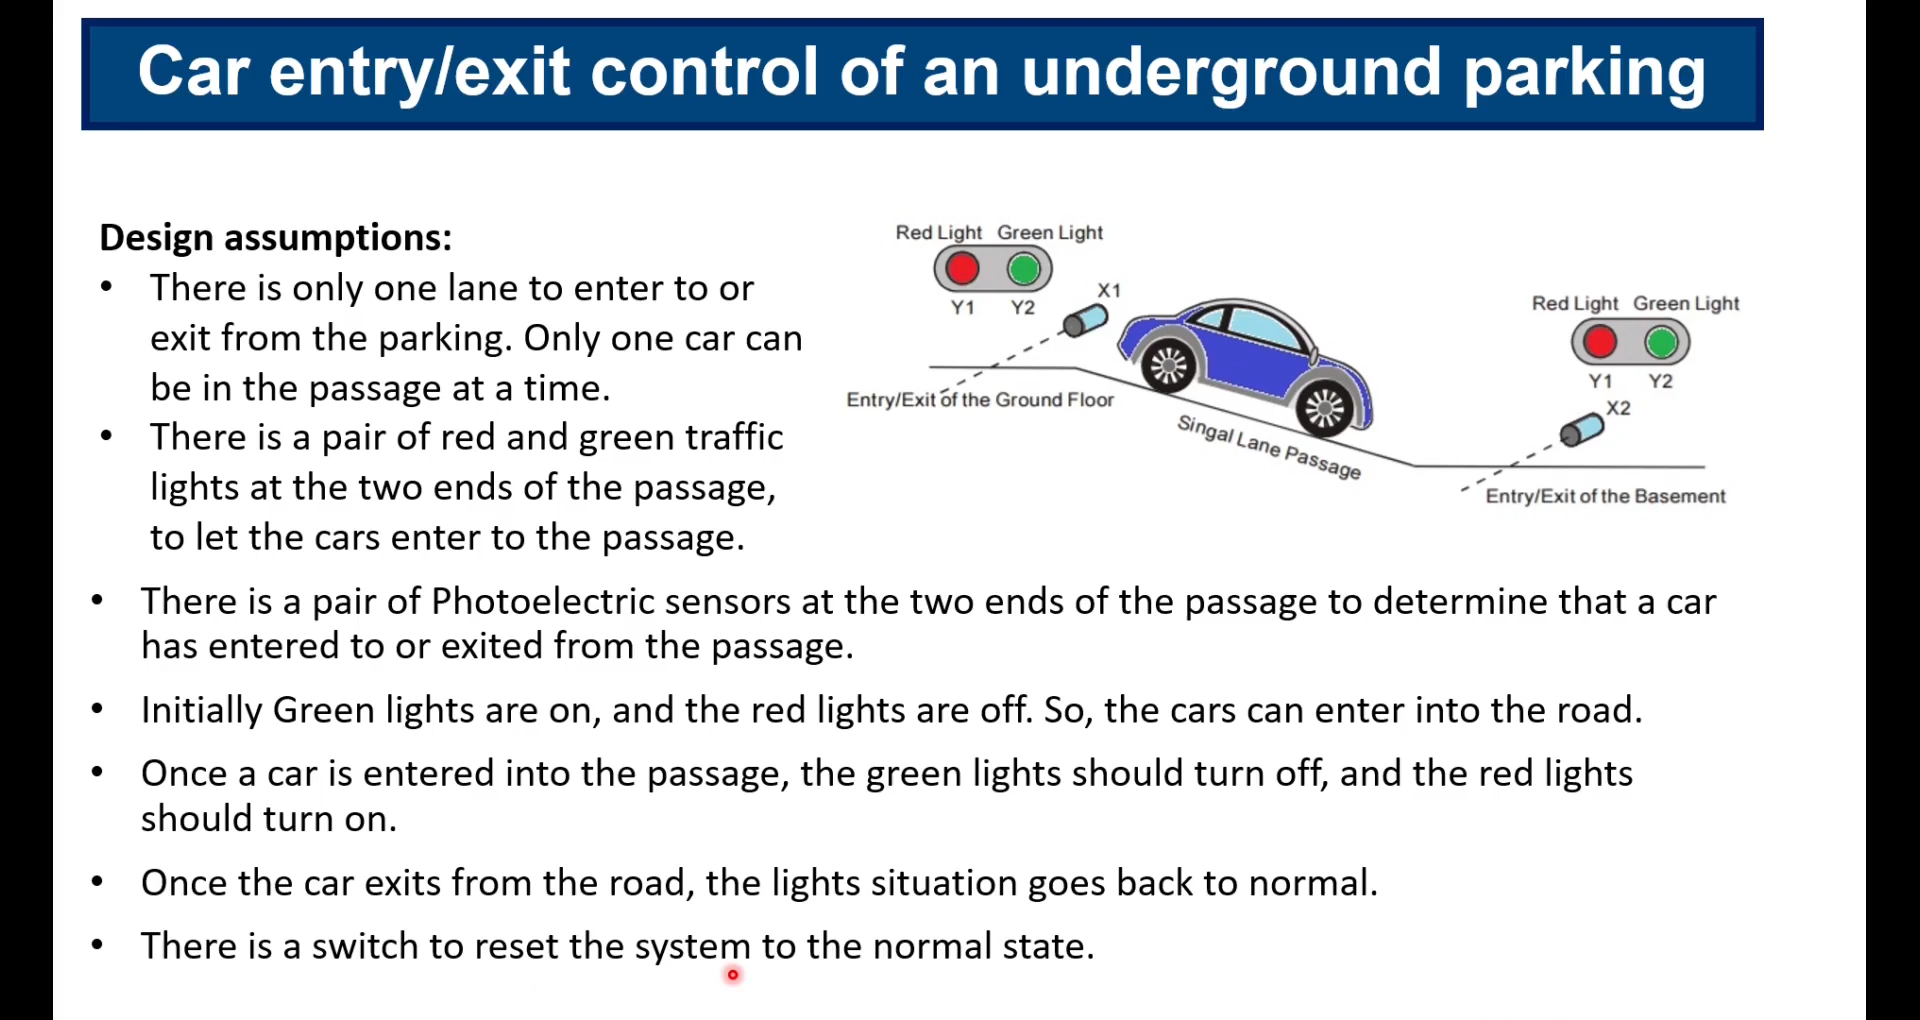 Car entry/exit control of an underground parking
Design assumptions:
• There is only one lane to enter to or
exit from the parking. Only one car can
be in the passage at a time.
• There is a pair of red and green traffic
lights at the two ends of the passage,
to let the cars enter to the passage.
Red Light Green Light
Y1 Y2
X1
Entry/Exit of the Ground Floor
Singal Lane Passage
Red Light Green Light
Y1 Y2
X2
Entry/Exit of the Basement
• There is a pair of Photoelectric sensors at the two ends of the passage to determine that a car
has entered to or exited from the passage.
• Initially Green lights are on, and the red lights are off. So, the cars can enter into the road.
• Once a car is entered into the passage, the green lights should turn off, and the red lights
should turn on.
• Once the car exits from the road, the lights situation goes back to normal.
• There is a switch to reset the system to the normal state.